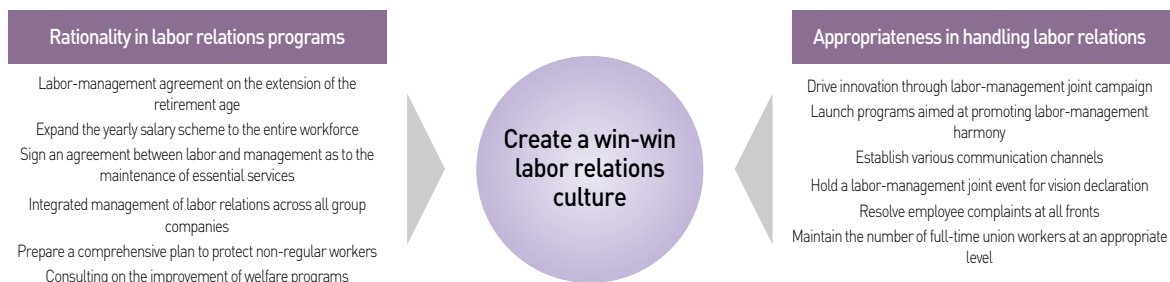 Rationality in labor relations programs
Labor-management agreement on the extension of the
retirement age
Expand the yearly salary scheme to the entire workforce
Sign an agreement between labor and management as to the
maintenance of essential services
Integrated management of labor relations across all group
companies
Prepare a comprehensive plan to protect non-regular workers
Consulting on the improvement of welfare programs
Create a win-win
labor relations
culture
Appropriateness in handling labor relations
Drive innovation through labor-management joint campaign
Launch programs aimed at promoting labor-management
harmony
Establish various communication channels
Hold a labor-management joint event for vision declaration
Resolve employee complaints at all fronts
Maintain the number of full-time union workers at an appropriate
level